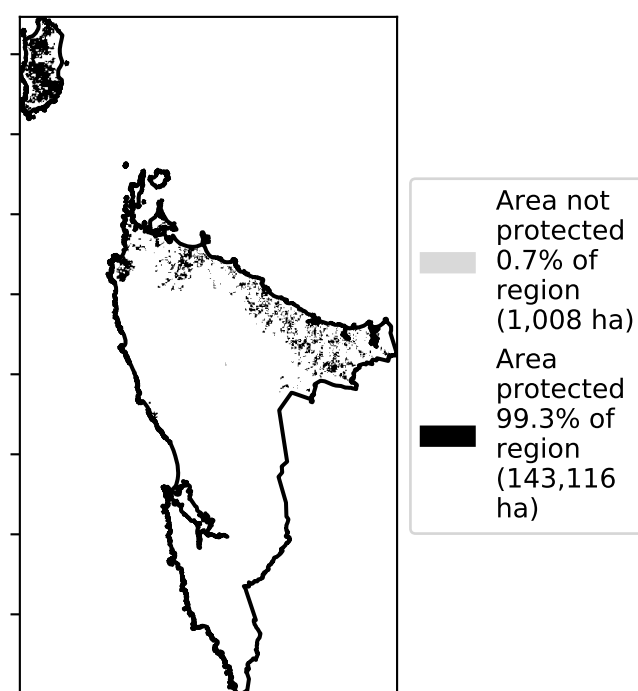 Area not
protected
0.7% of
region
(1,008 ha)
Area
protected
99.3% of
region
(143,116
ha)